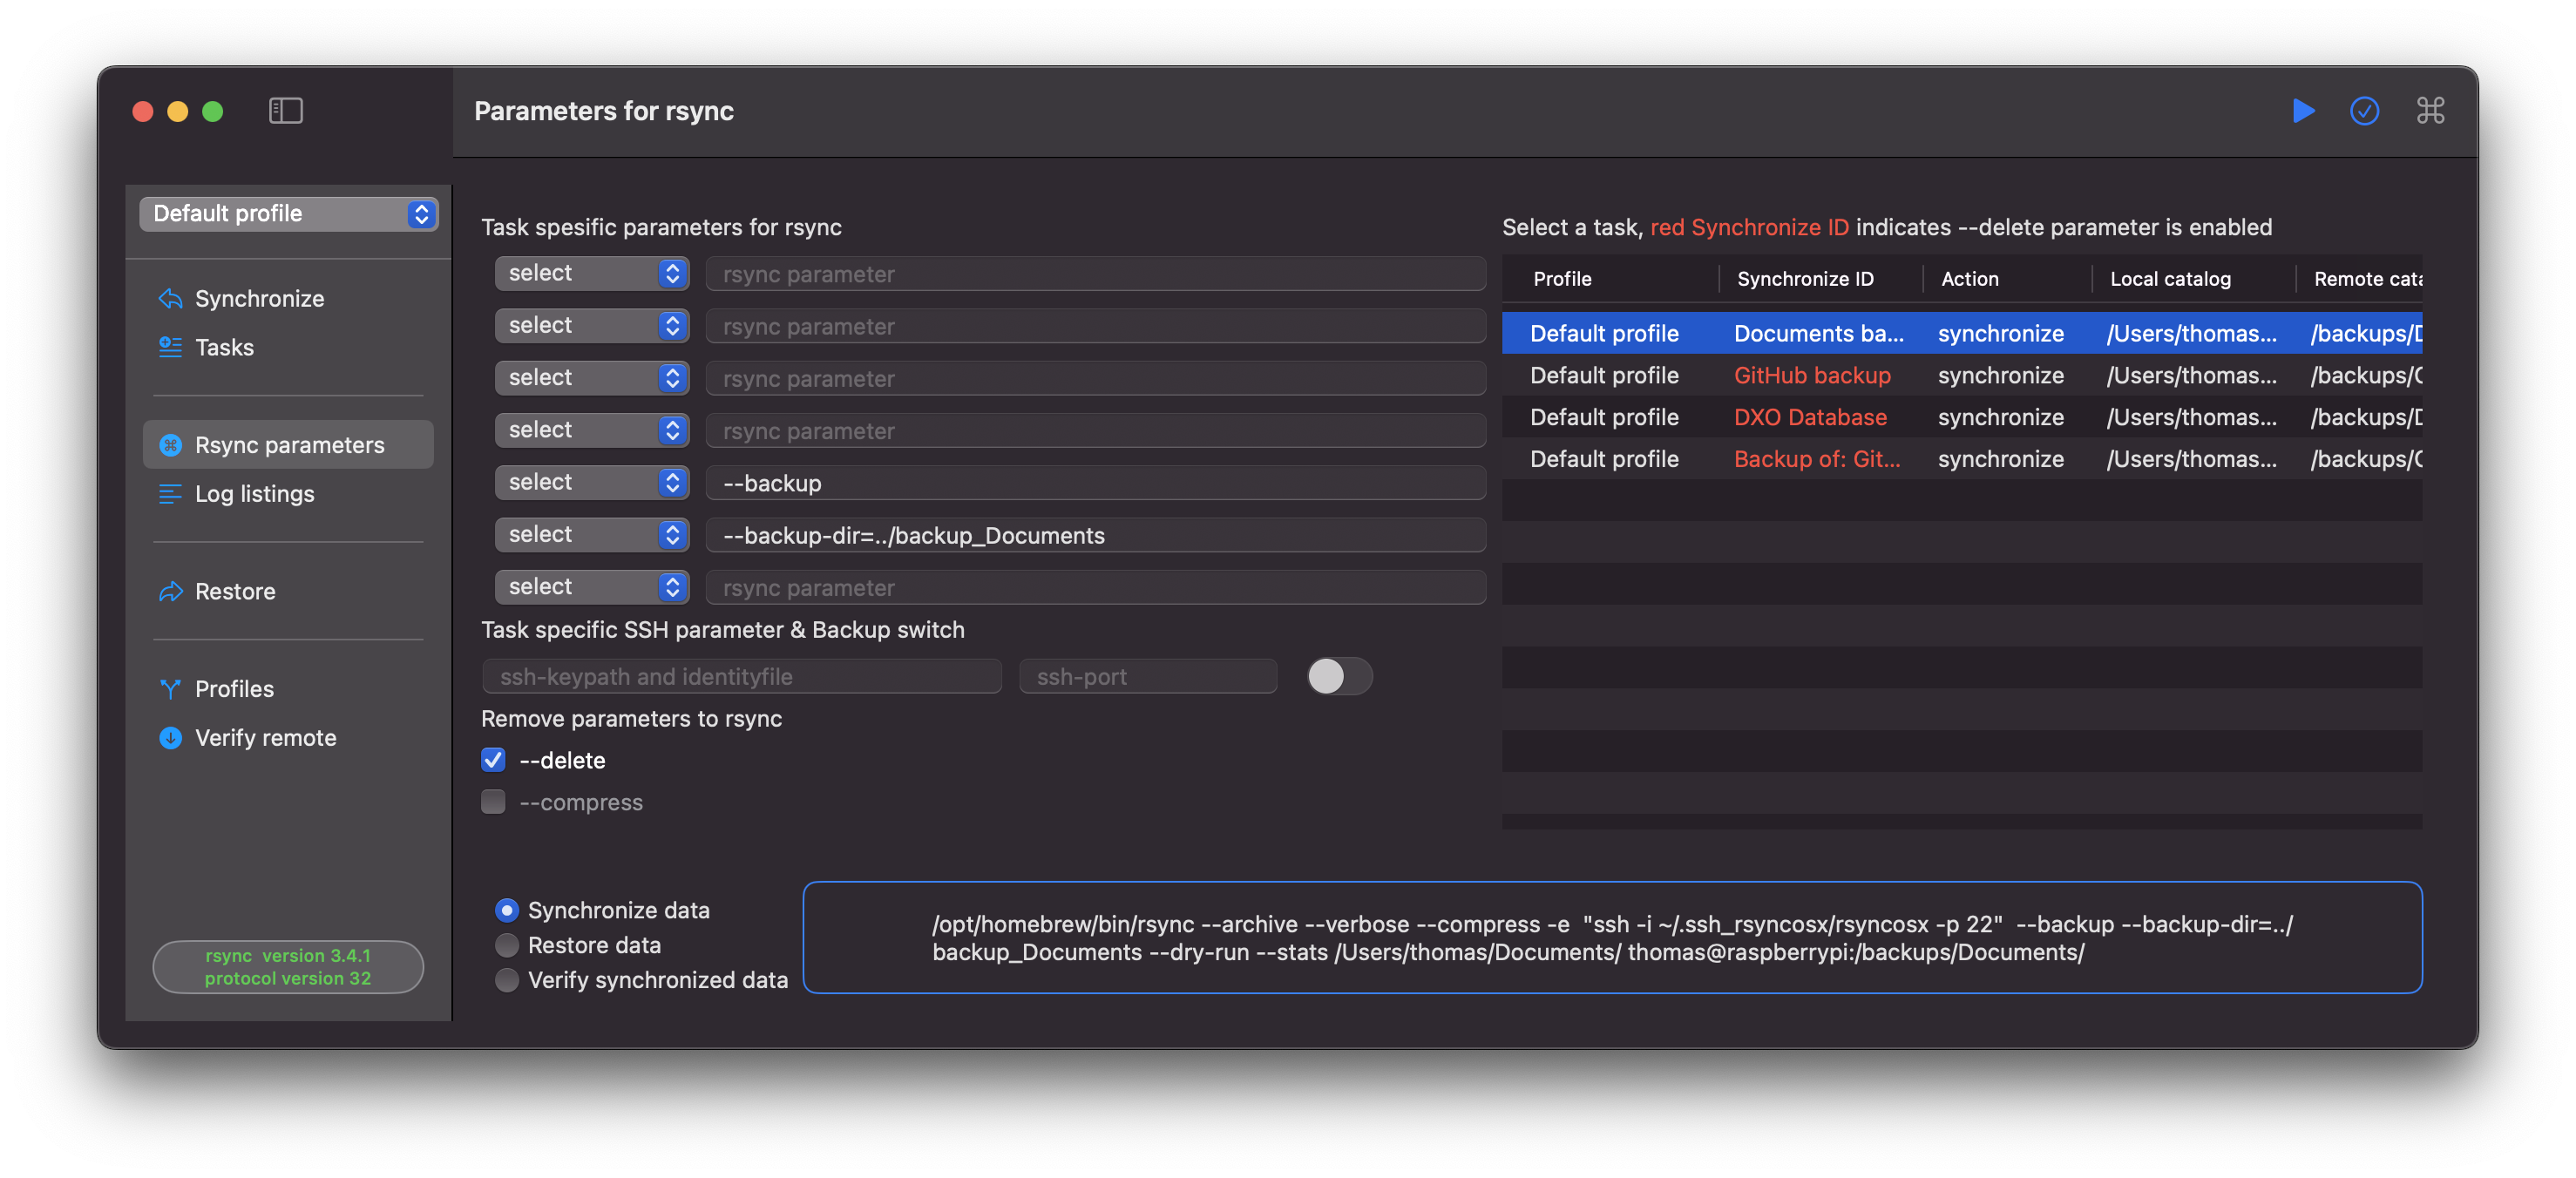 Parameters for rsync
Default profile
Synchronize
Tasks
Rsync parameters
Log listings
Restore
Profiles
Verify remote
rsync version 3.4.1
protocol version 32
Task spesific parameters for rsync
select rsync parameter
select rsync parameter
select rsync parameter
select rsync parameter
select --backup
select --backup-dir=../backup_Documents
select rsync parameter
Task specific SSH parameter & Backup switch
ssh-keypath and identityfile ssh-port
Remove parameters to rsync
--delete
--compress
Select a task, red Synchronize ID indicates --delete parameter is enabled
Profile Synchronize ID Action Local catalog Remote cata
Default profile Documents ba... synchronize /Users/thomas... /backups/D
Default profile GitHub backup synchronize /Users/thomas... /backups/
Default profile DXO Database synchronize /Users/thomas... /backups/D
Default profile Backup of: Git... synchronize /Users/thomas... /backups/
Synchronize data
Restore data
Verify synchronized data
/opt/homebrew/bin/rsync --archive --verbose --compress -e "ssh -i ~/.ssh_rsyncosx/rsyncosx -p 22" --backup --backup-dir=../
backup_Documents --dry-run --stats /Users/thomas/Documents/ thomas@raspberrypi:/backups/Documents/